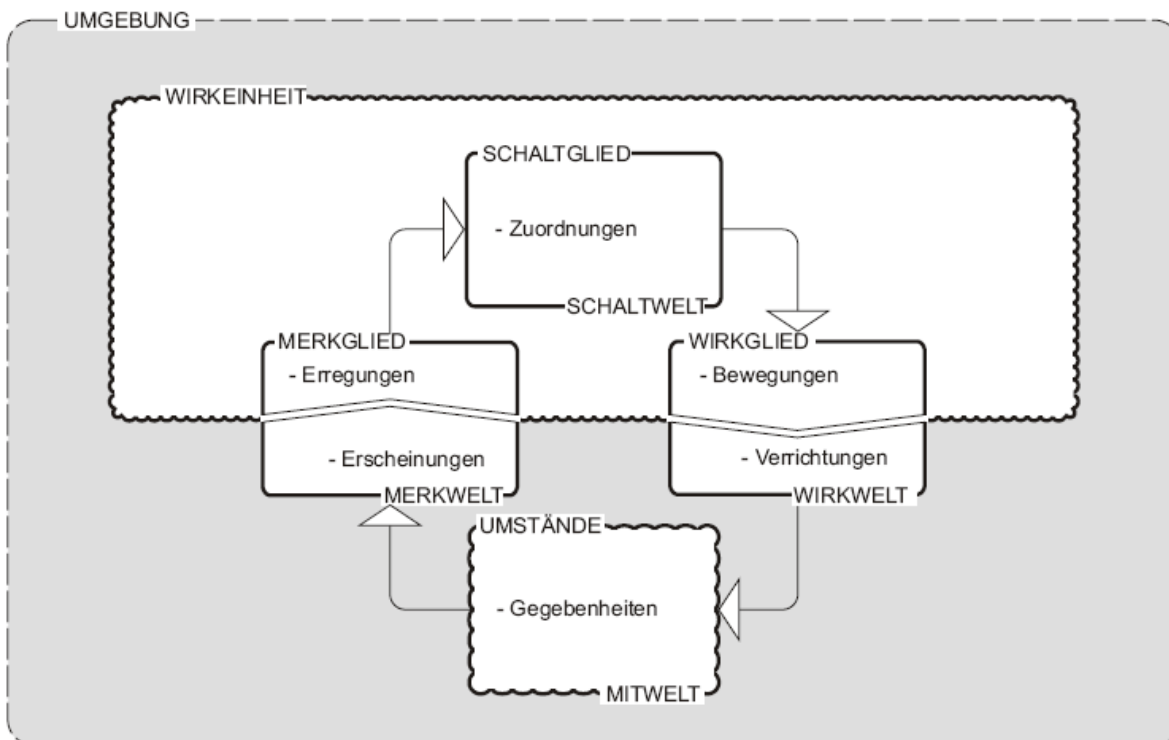 UMGEBUNG
WIRKEINHEIT
SCHALTGLIED
- Zuordnungen
SCHALTWELT
MERKGLIED
- Erregungen
WIRKGLIED
- Bewegungen
- Erscheinungen
MERKWELT
- Verrichtungen
WIRKWELT
UMSTÄNDE
- Gegebenheiten
MITWELT